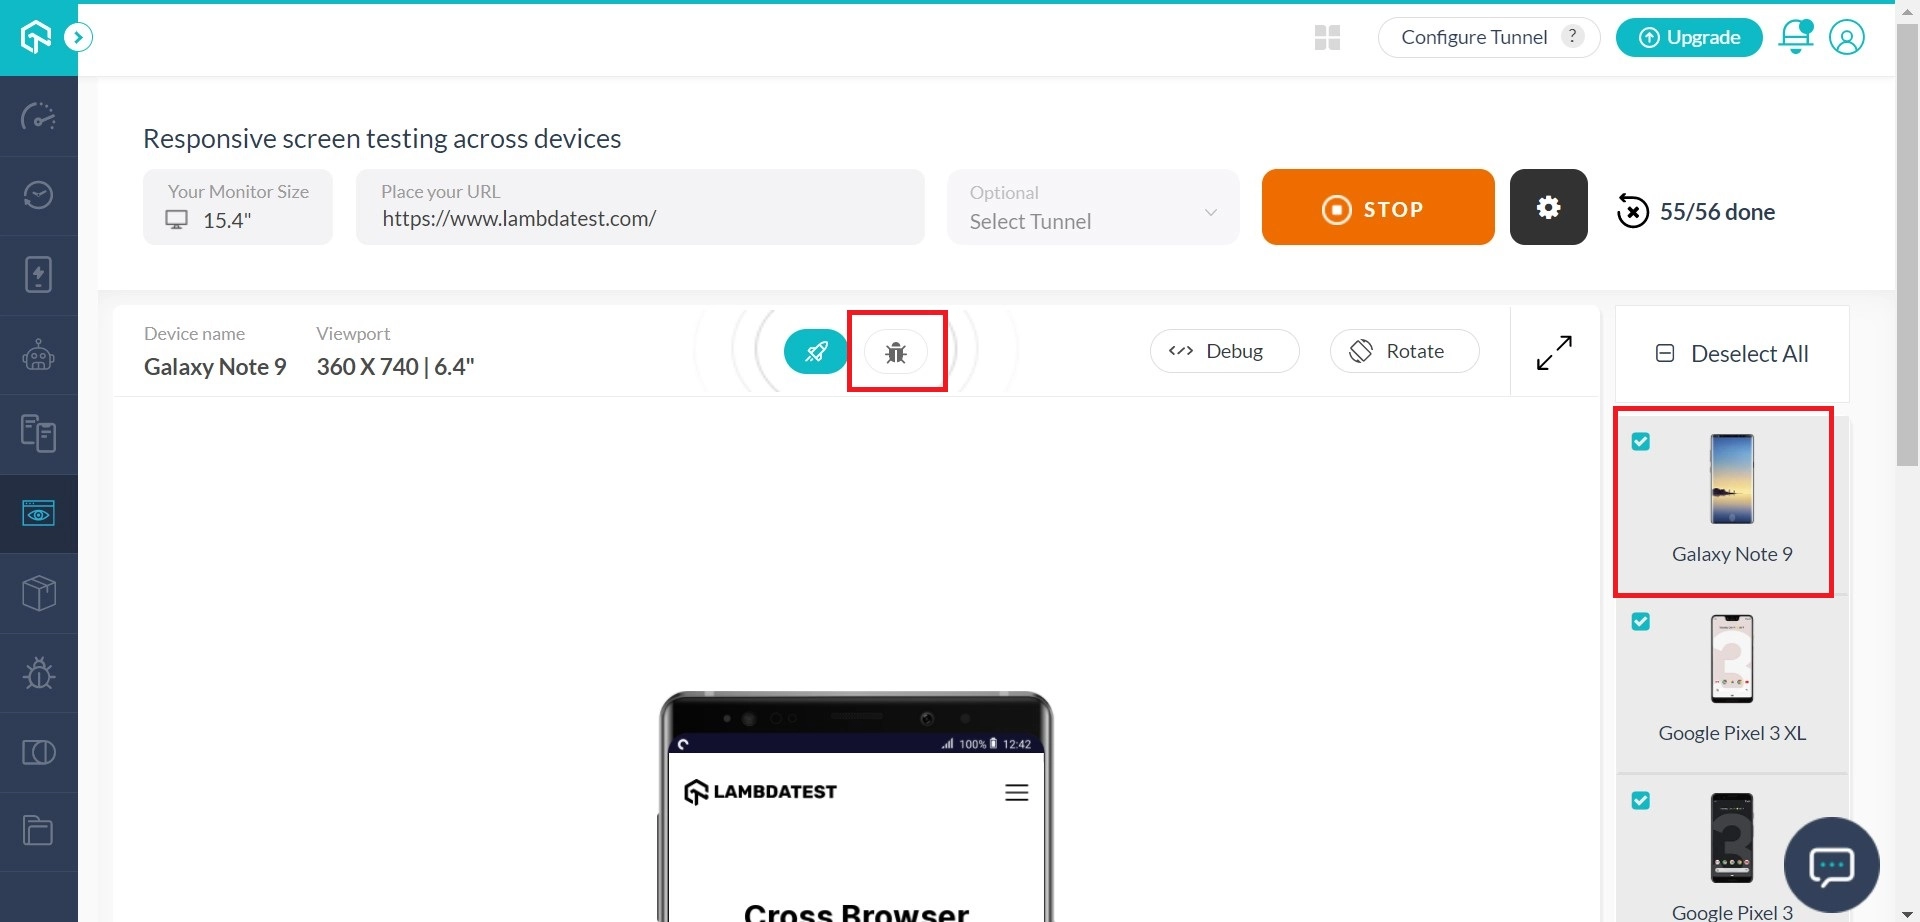 Configure Tunnel ?
Upgrade
Responsive screen testing across devices
Your Monitor Size
15.4"
Place your URL
https://www.lambdatest.com/
Optional
Select Tunnel
STOP
55/56 done
Device name
Galaxy Note 9
Viewport
360 X 740 | 6.4"
Debug
Rotate
Deselect All
Galaxy Note 9
Google Pixel 3 XL
Google Pixel 3
100% 12:42
LAMBDATEST
Cross Browser